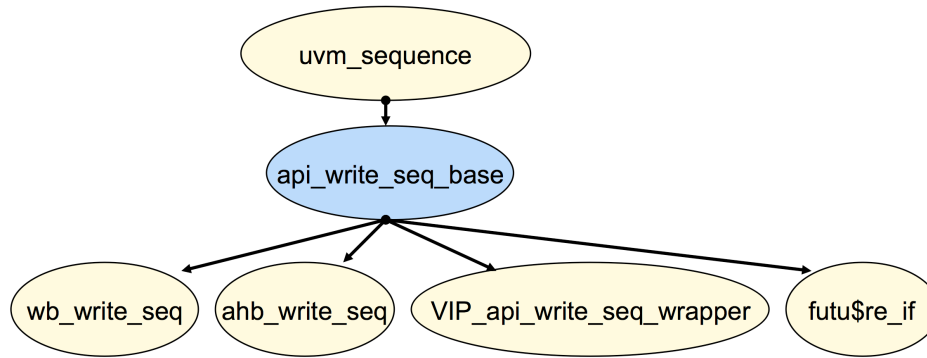 uvm_sequence
api_write_seq_base
wb_write_seq
ahb_write_seq
VIP_api_write_seq_wrapper
futu$re_if